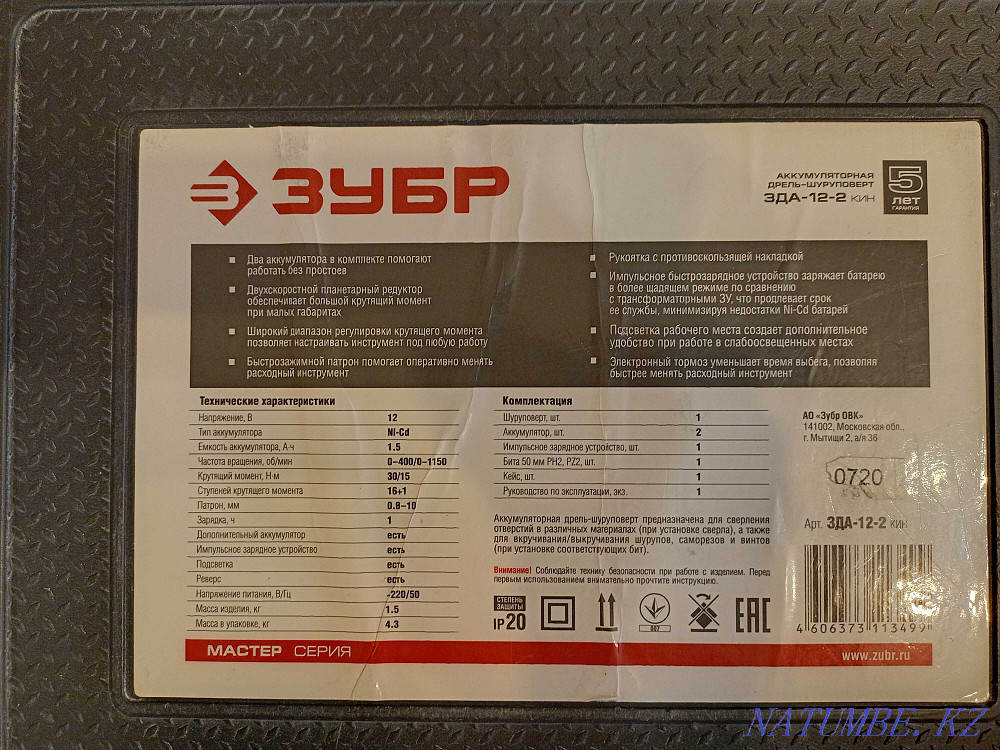 ЗУБР
АККУМУЛЯТОРНАЯ
ДРЕЛЬ-ШУРУПОВЕРТ
ЗДА-12-2 КИН
5
ЛЕТ
ГАРАНТИЯ
Два аккумулятора в комплекте помогают
работать без простоев
Двухскоростной планетарный редуктор
обеспечивает большой крутящий момент
при малых габаритах
Широкий диапазон регулировки крутящего момента
позволяет настраивать инструмент под любую работу
Быстрозажимной патрон помогает оперативно менять
расходный инструмент
Рукоятка с противоскользящей накладкой
Импульсное быстрозарядное устройство заряжает батарею
в более щадящем режиме по сравнению
с трансформаторными ЗУ, что продлевает срок
ее службы, минимизируя недостатки Ni-Cd батарей
Подсветка рабочего места создает дополнительное
удобство при работе в слабоосвещенных местах
Электронный тормоз уменьшает время выбега, позволяя
быстрее менять расходный инструмент
Технические характеристики
Напряжение, В 12
Тип аккумулятора Ni-Cd
Емкость аккумулятора, А·ч 1.5
Частота вращения, об/мин 0–400/0–1150
Крутящий момент, Н·м 30/15
Ступеней крутящего момента 16+1
Патрон, мм 0.8–10
Зарядка, ч 1
Дополнительный аккумулятор есть
Импульсное зарядное устройство есть
Подсветка есть
Реверс есть
Напряжение питания, В/Гц ~220/50
Масса изделия, кг 1.5
Масса в упаковке, кг 4.3
Комплектация
Шуруповерт, шт. 1
Аккумулятор, шт. 2
Импульсное зарядное устройство, шт. 1
Бита 50 мм PH2, PZ2, шт. 1
Кейс, шт. 1
Руководство по эксплуатации, экз. 1
Аккумуляторная дрель-шуруповерт предназначена для сверления
отверстий в различных материалах (при установке сверла), а также
для вкручивания/выкручивания шурупов, саморезов и винтов
(при установке соответствующих бит).
Внимание! Соблюдайте технику безопасности при работе с изделием. Перед
первым использованием внимательно прочтите инструкцию.
СТЕПЕНЬ
ЗАЩИТЫ
IP20
007
EAC
АО «Зубр ОВК»
141002, Московская обл.,
г. Мытищи 2, а/я 36
0720
Арт. ЗДА-12-2 КИН
4 606373 113499
МАСТЕР СЕРИЯ
www.zubr.ru
NATUMBE.KZ